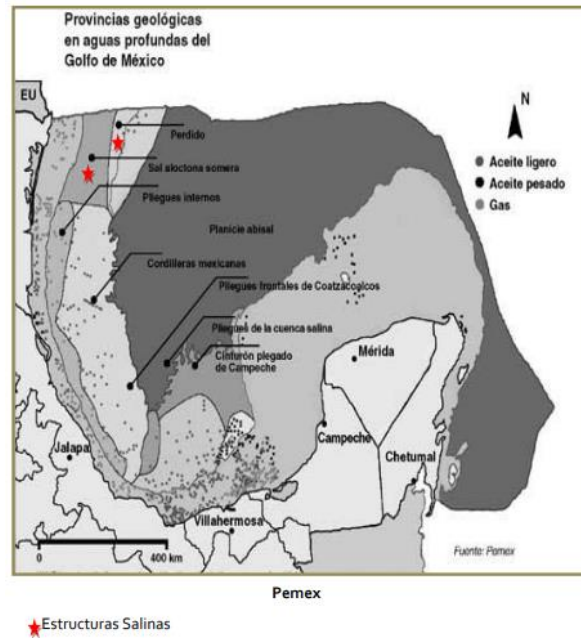 Provincias geológicas
en aguas profundas del
Golfo de México
EU
N
Perdido
Sal aloctona somera
Pliegues internos
Aceite ligero
Aceite pesado
Gas
Planicie abisal
Cordilleras mexicanas
Pliegues frontales de Coatzacoalcos
Pliegues de la cuenca salina
Cinturón plegado
de Campeche
Mérida
Campeche
Jalapa
Chetumal
Villahermosa
0 400 km
Fuente: Pemex
Pemex
Estructuras Salinas